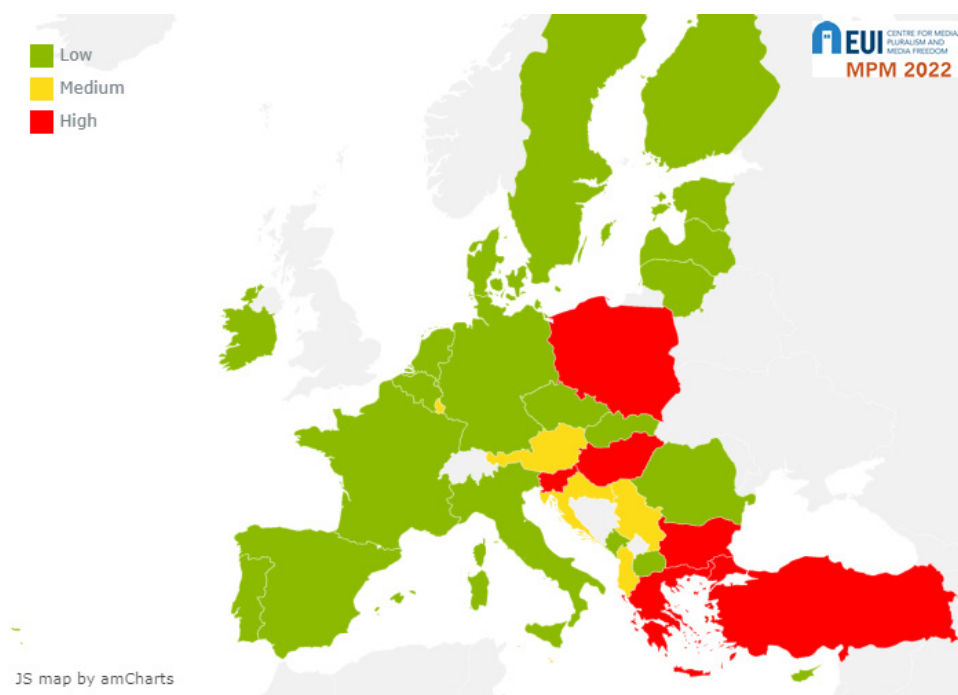 Low
Medium
High
EUI
CENTRE FOR MEDIA
PLURALISM AND
MEDIA FREEDOM
MPM 2022
JS map by amCharts